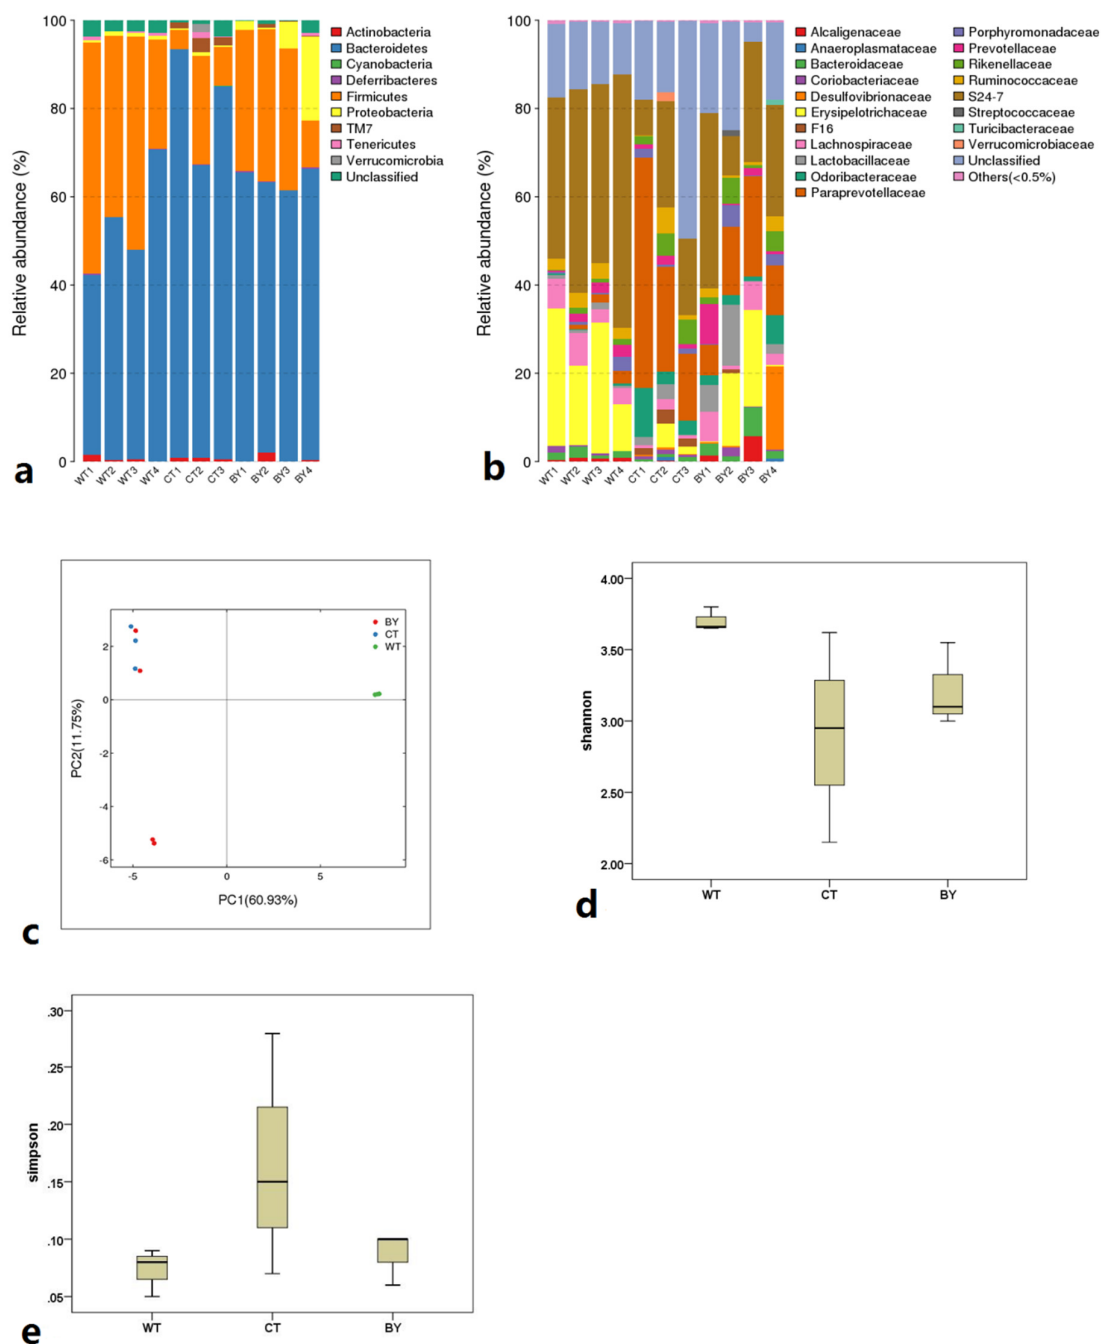 100
80
60
40
20
0
Relative abundance (%)
WT1 WT2 WT3 WT4 CT1 CT2 CT3 BY1 BY2 BY3 BY4
Actinobacteria
Bacteroidetes
Cyanobacteria
Deferribacteres
Firmicutes
Proteobacteria
TM7
Tenericutes
Verrucomicrobia
Unclassified
a
100
80
60
40
20
0
Relative abundance (%)
WT1 WT2 WT3 WT4 CT1 CT2 CT3 BY1 BY2 BY3 BY4
Alcaligenaceae
Anaeroplasmataceae
Bacteroidaceae
Coriobacteriaceae
Desulfovibrionaceae
Erysipelotrichaceae
F16
Lachnospiraceae
Lactobacillaceae
Odoribacteraceae
Paraprevotellaceae
Porphyromonadaceae
Prevotellaceae
Rikenellaceae
Ruminococcaceae
S24-7
Streptococcaceae
Turicibacteraceae
Verrucomicrobiaceae
Unclassified
Others(<0.5%)
b
BY
CT
WT
2
0
-2
-4
-6
PC2(11.75%)
-5 0 5
PC1(60.93%)
c
4.00
3.50
3.00
2.50
2.00
shannon
WT CT BY
d
.30
.25
.20
.15
.10
.05
simpson
WT CT BY
e